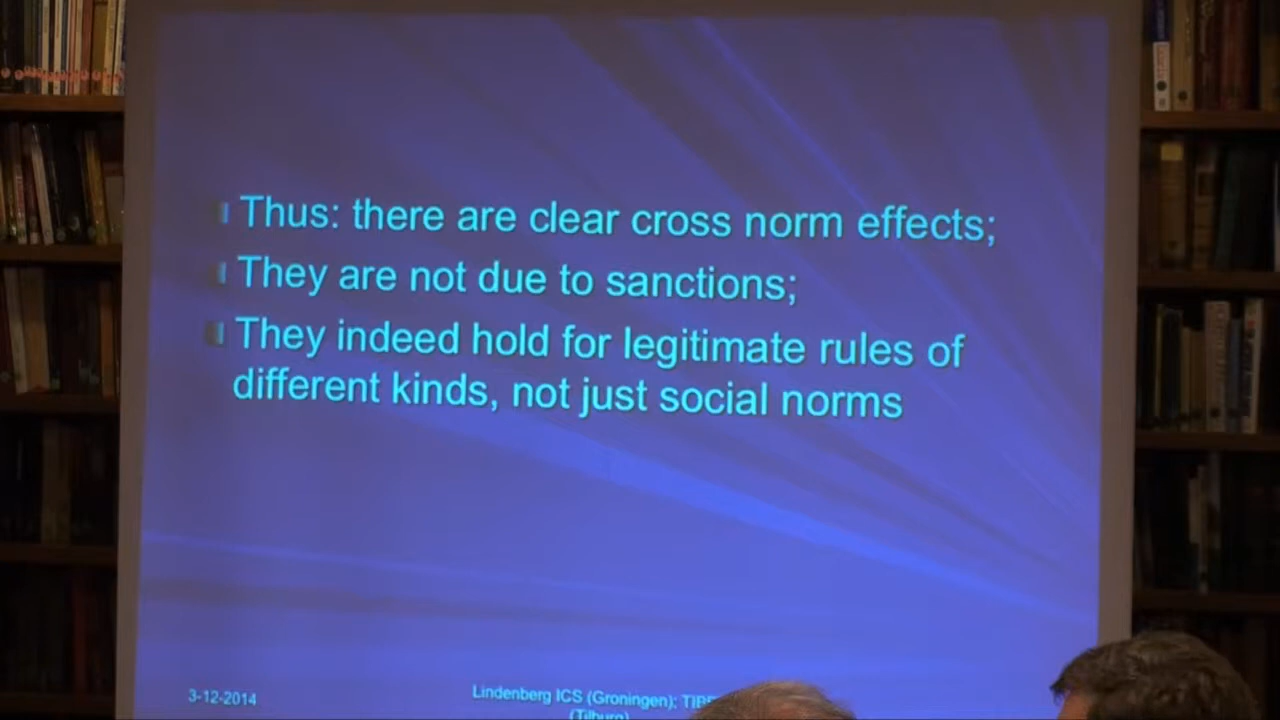 Thus: there are clear cross norm effects;
They are not due to sanctions;
They indeed hold for legitimate rules of
different kinds, not just social norms
3-12-2014
Lindenberg ICS (Groningen); 
(Tilburg)